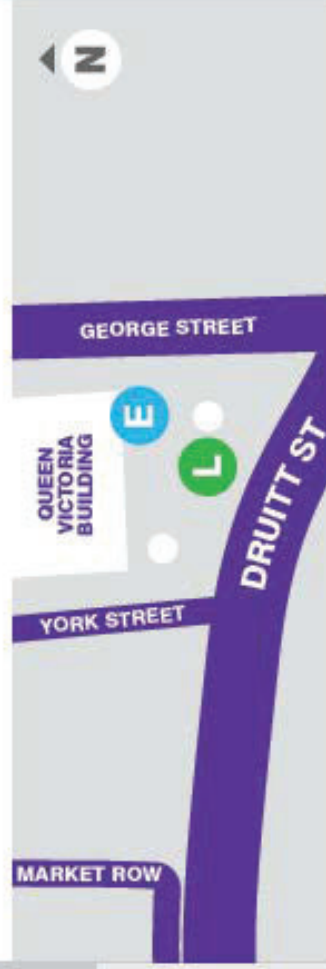 N
GEORGE STREET
E
QUEEN
VICTORIA
BUILDING
L
DRUITT ST
YORK STREET
MARKET ROW